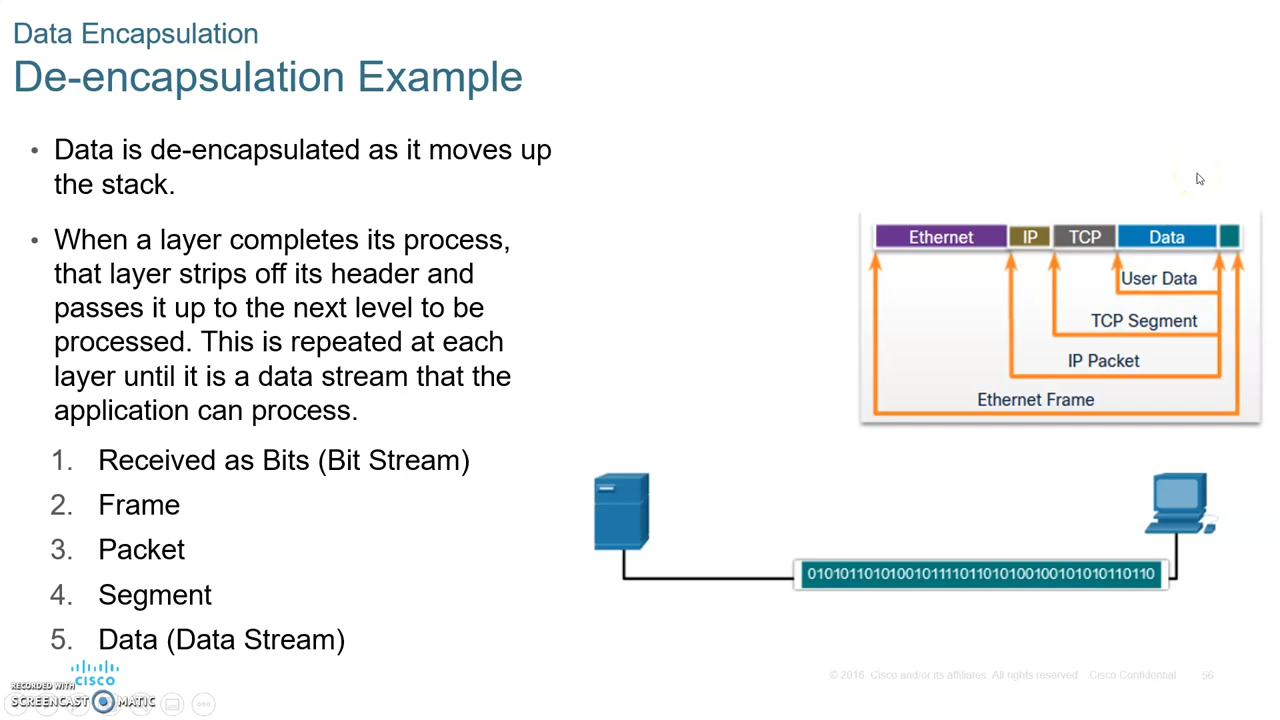 Data Encapsulation
De-encapsulation Example
• Data is de-encapsulated as it moves up
the stack.
• When a layer completes its process,
that layer strips off its header and
passes it up to the next level to be
processed. This is repeated at each
layer until it is a data stream that the
application can process.
1. Received as Bits (Bit Stream)
2. Frame
3. Packet
4. Segment
5. Data (Data Stream)
Ethernet IP TCP Data
User Data
TCP Segment
IP Packet
Ethernet Frame
010101101010010111101101010010010101010110110
CISCO
RECORDED WITH
SCREENCAST MATIC
© 2016 Cisco and/or its affiliates. All rights reserved. Cisco Confidential 56